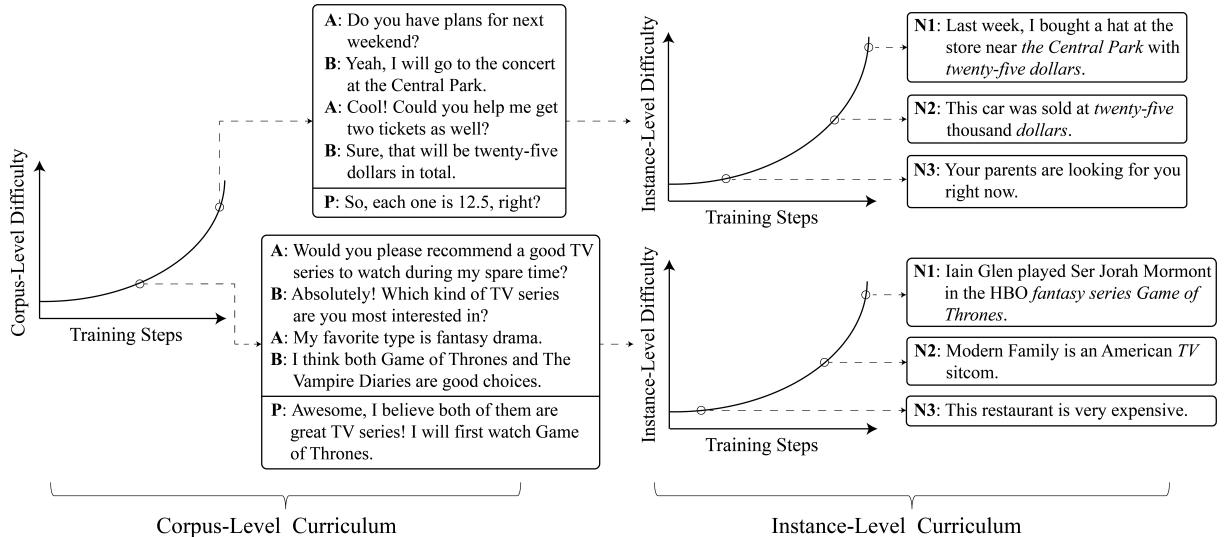 Corpus-Level Difficulty
Training Steps
A: Do you have plans for next
weekend?
B: Yeah, I will go to the concert
at the Central Park.
A: Cool! Could you help me get
two tickets as well?
B: Sure, that will be twenty-five
dollars in total.
P: So, each one is 12.5, right?
A: Would you please recommend a good TV
series to watch during my spare time?
B: Absolutely! Which kind of TV series
are you most interested in?
A: My favorite type is fantasy drama.
B: I think both Game of Thrones and The
Vampire Diaries are good choices.
P: Awesome, I believe both of them are
great TV series! I will first watch Game
of Thrones.
Instance-Level Difficulty
Training Steps
N1: Last week, I bought a hat at the
store near the Central Park with
twenty-five dollars.
N2: This car was sold at twenty-five
thousand dollars.
N3: Your parents are looking for you
right now.
Instance-Level Difficulty
Training Steps
N1: Iain Glen played Ser Jorah Mormont
in the HBO fantasy series Game of
Thrones.
N2: Modern Family is an American TV
sitcom.
N3: This restaurant is very expensive.
Corpus-Level Curriculum
Instance-Level Curriculum